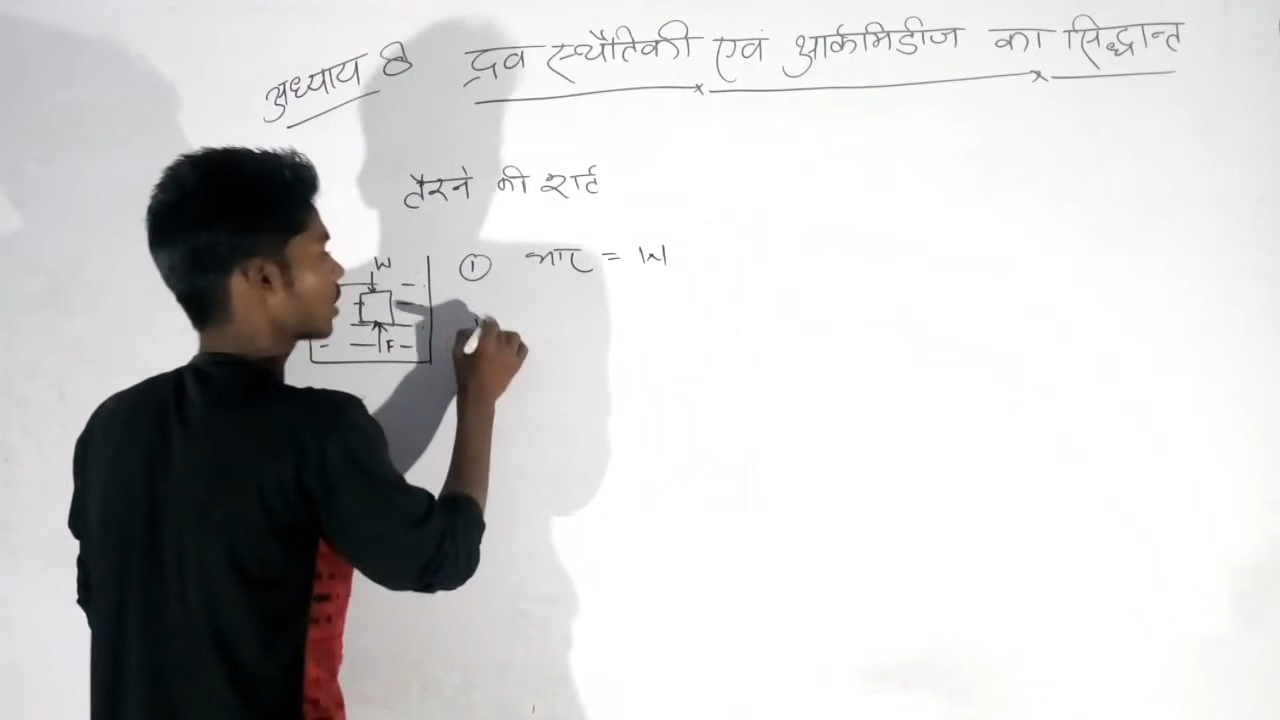 अध्याय 8 द्रव स्थैतिकी एवं आर्कमिडीज का सिद्धान्त
तैरने की शर्त
W
① भार = W
F